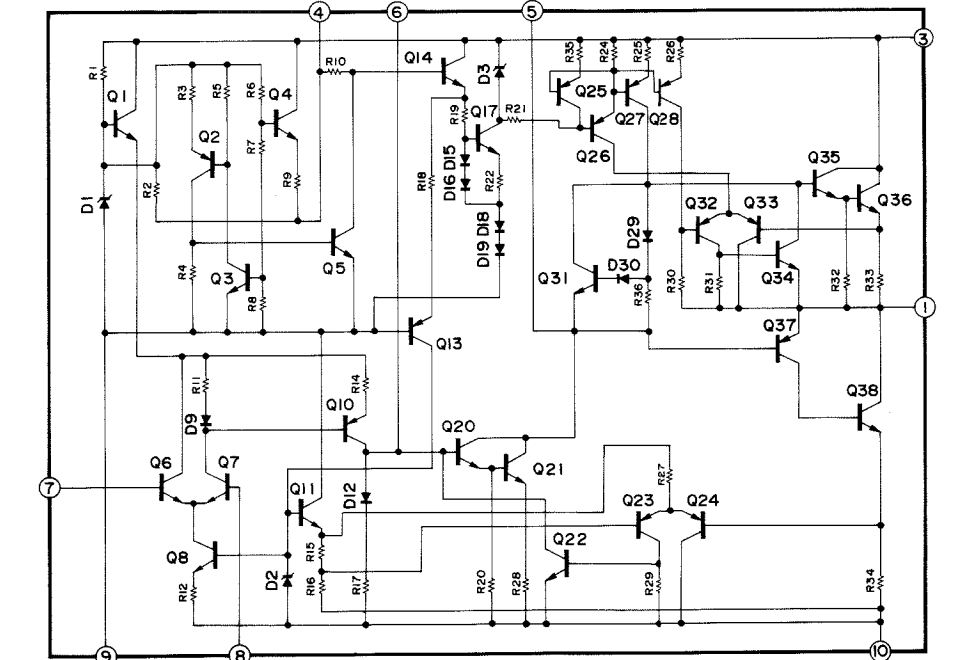 4 6 5
3
R1 Q1 R3 R5 R6 Q4 R10 Q14 D3 R35 R24 R25 R26
Q2 R7 R19 Q17 R21 Q25 Q27 Q28
Q26
D1 R2 R9 R18 D15 D16 R22 Q35 Q36
Q32 Q33
R4 Q3 R8 Q5 D18 D19 Q31 D29 D30 R36 R30 R31 Q34 R32 R33
1
Q13 Q37
R11 R14
D9 Q10 Q20 Q38
Q6 Q7 Q21 R27
7
Q11 D12 Q23 Q24
Q8 R15 Q22
R12 D2 R16 R17 R20 R28 R29 R34
9 8 10